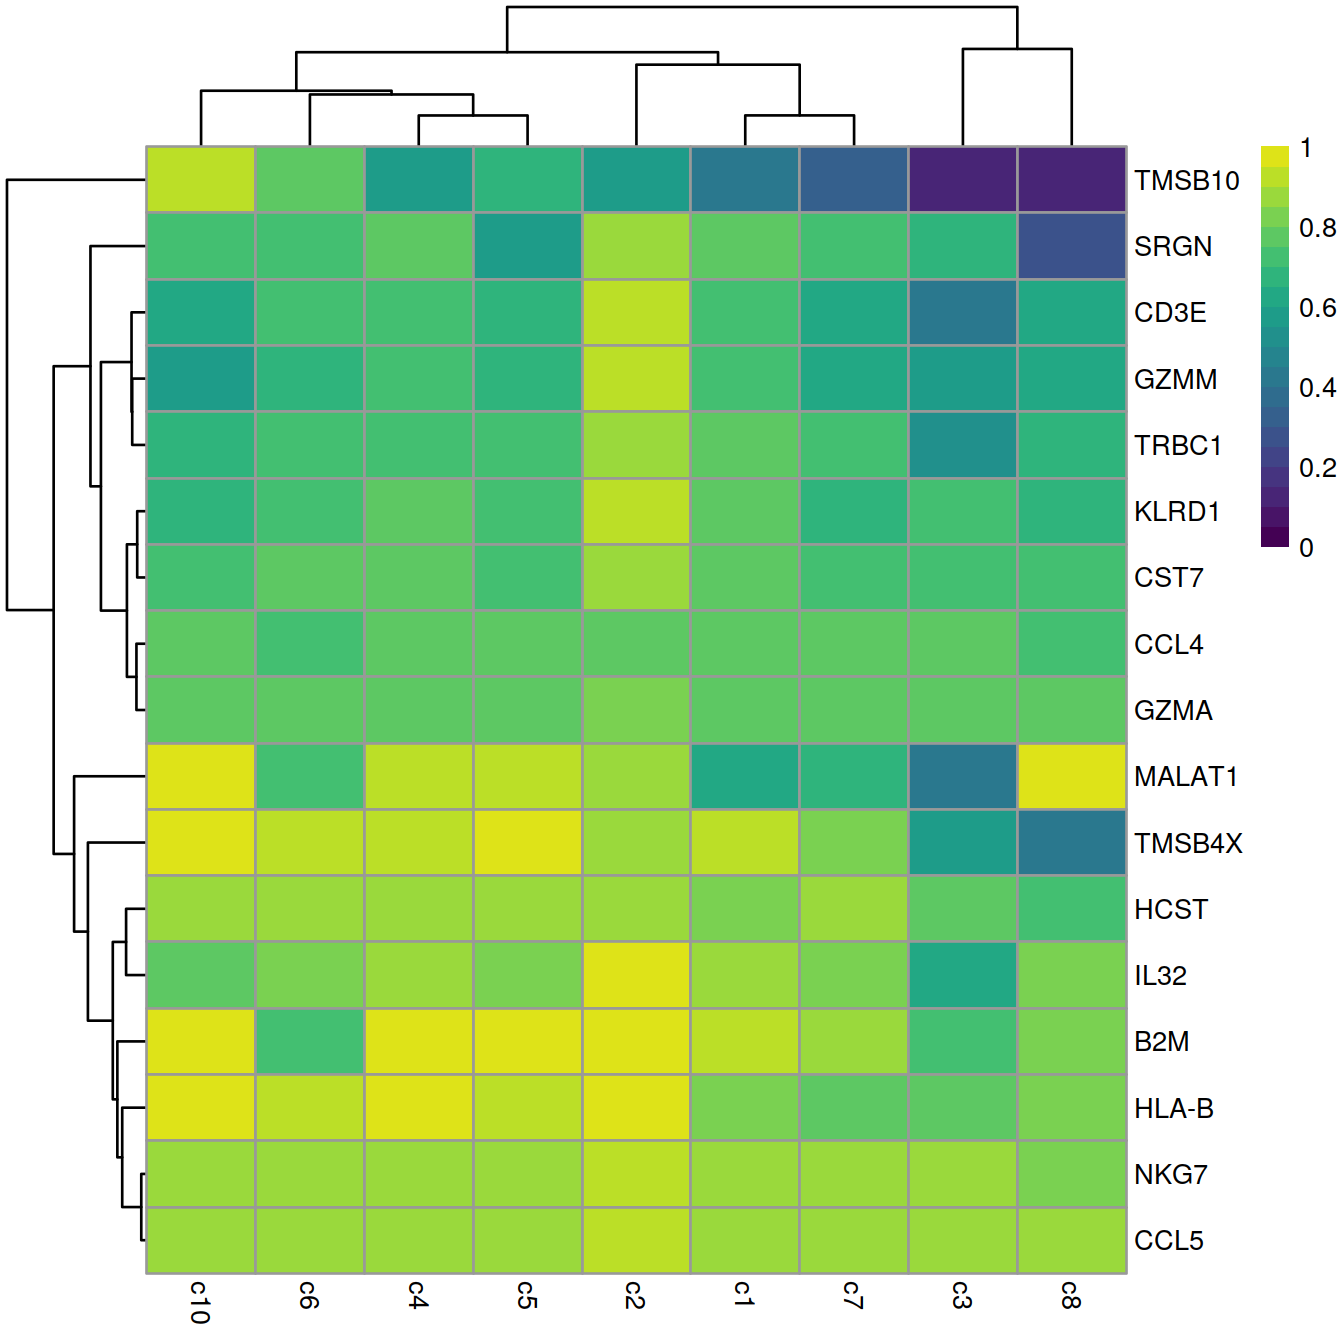 TMSB10
SRGN
CD3E
GZMM
TRBC1
KLRD1
CST7
CCL4
GZMA
MALAT1
TMSB4X
HCST
IL32
B2M
HLA-B
NKG7
CCL5
c10
c6
c4
c5
c2
c1
c7
c3
c8
1
0.8
0.6
0.4
0.2
0